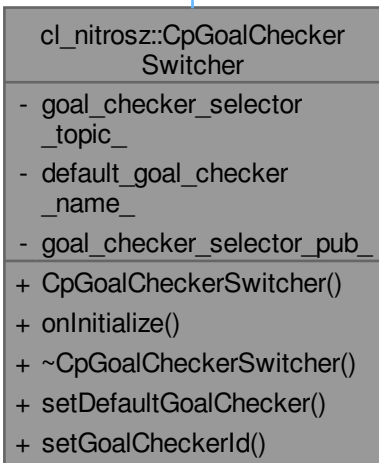 cl_nitrosz::CpGoalChecker
Switcher
- goal_checker_selector
_topic_
- default_goal_checker
_name_
- goal_checker_selector_pub_
+ CpGoalCheckerSwitcher()
+ onInitialize()
+ ~CpGoalCheckerSwitcher()
+ setDefaultGoalChecker()
+ setGoalCheckerId()